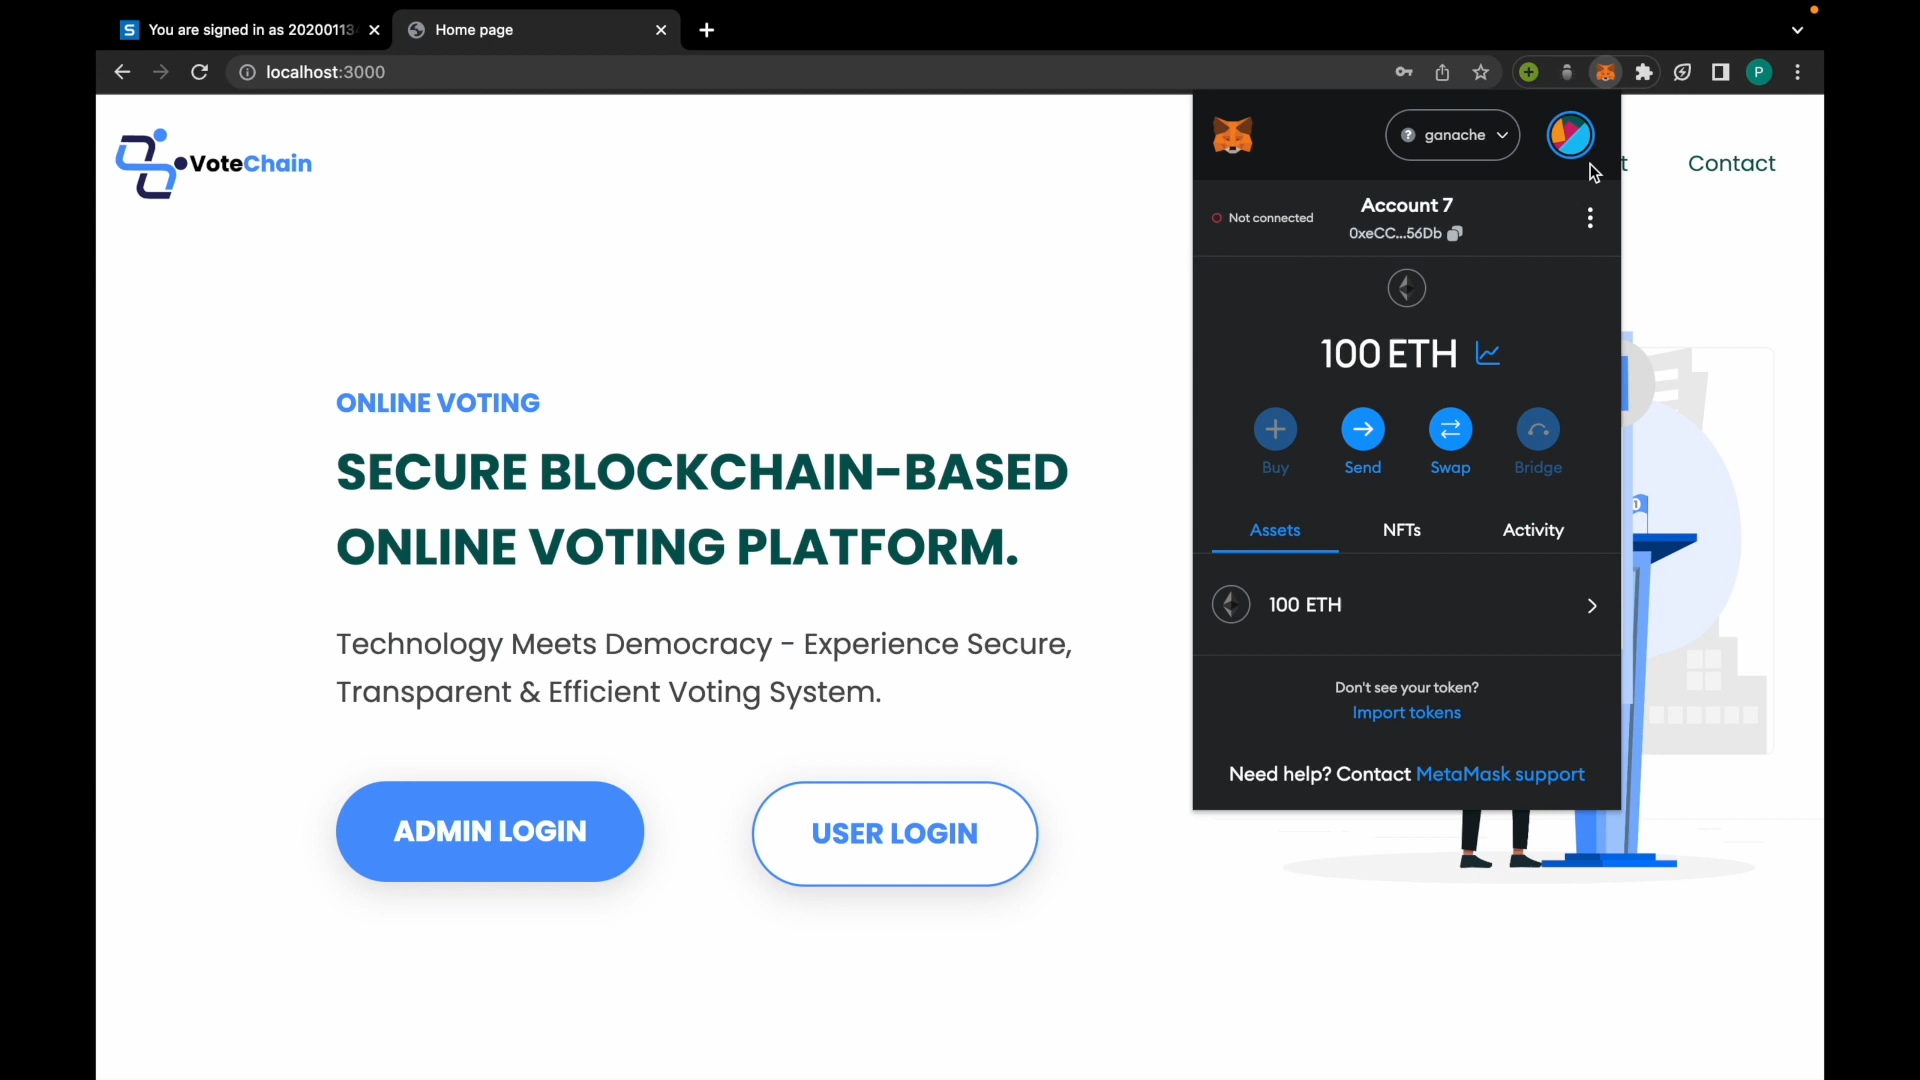 You are signed in as 20200113
Home page
localhost:3000
P
VoteChain
t
Contact
ONLINE VOTING
SECURE BLOCKCHAIN-BASED
ONLINE VOTING PLATFORM.
Technology Meets Democracy - Experience Secure,
Transparent & Efficient Voting System.
ADMIN LOGIN
USER LOGIN
ganache
Not connected
Account 7
0xeCC...56Db
100 ETH
Buy
Send
Swap
Bridge
Assets
NFTs
Activity
100 ETH
Don't see your token?
Import tokens
Need help? Contact MetaMask support